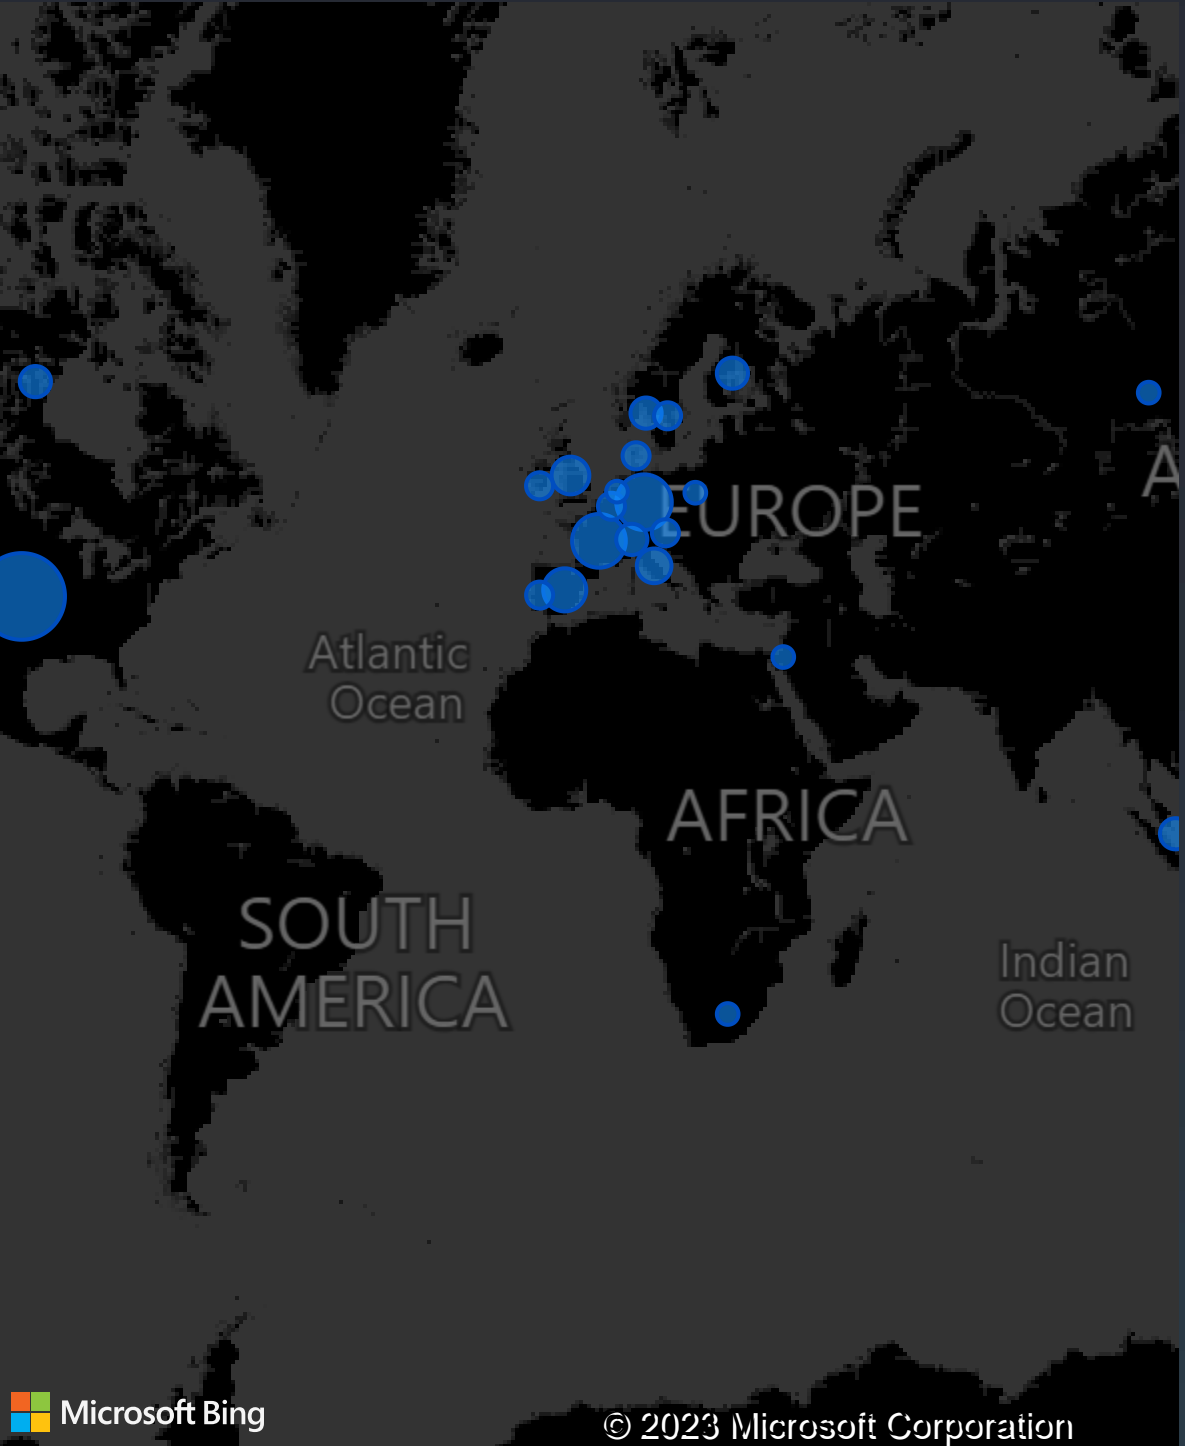 EUROPE
A
Atlantic
Ocean
AFRICA
SOUTH
AMERICA
Indian
Ocean
Microsoft Bing
© 2023 Microsoft Corporation